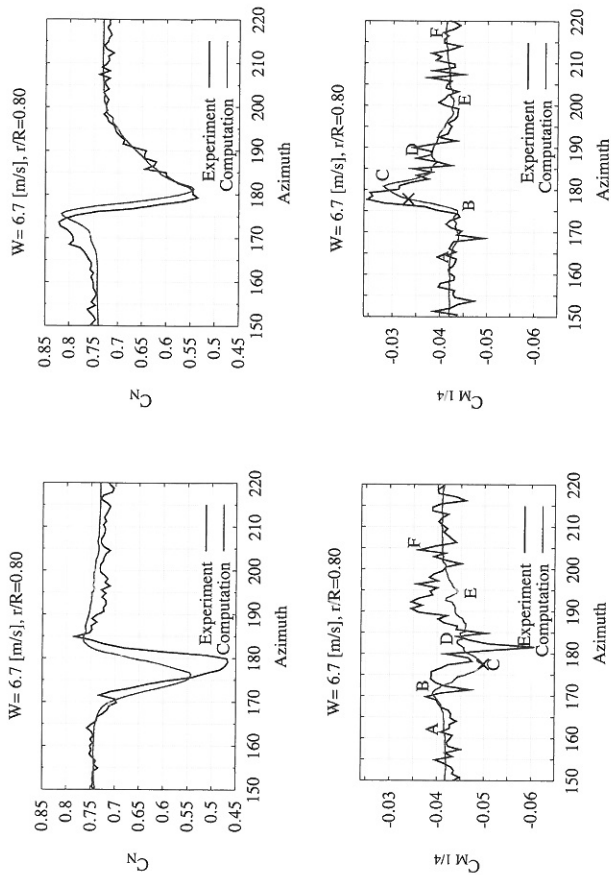 W= 6.7 [m/s], r/R=0.80
0.85
0.8
0.75
0.7
0.65
0.6
0.55
0.5
0.45
C_N
Experiment
Computation
150 160 170 180 190 200 210 220
Azimuth
W= 6.7 [m/s], r/R=0.80
0.85
0.8
0.75
0.7
0.65
0.6
0.55
0.5
0.45
C_N
Experiment
Computation
150 160 170 180 190 200 210 220
Azimuth
W= 6.7 [m/s], r/R=0.80
-0.03
-0.04
-0.05
-0.06
C_M 1/4
A
B
C
D
E
F
Experiment
Computation
150 160 170 180 190 200 210 220
Azimuth
W= 6.7 [m/s], r/R=0.80
-0.03
-0.04
-0.05
-0.06
C_M 1/4
A
B
C
D
E
F
Experiment
Computation
150 160 170 180 190 200 210 220
Azimuth